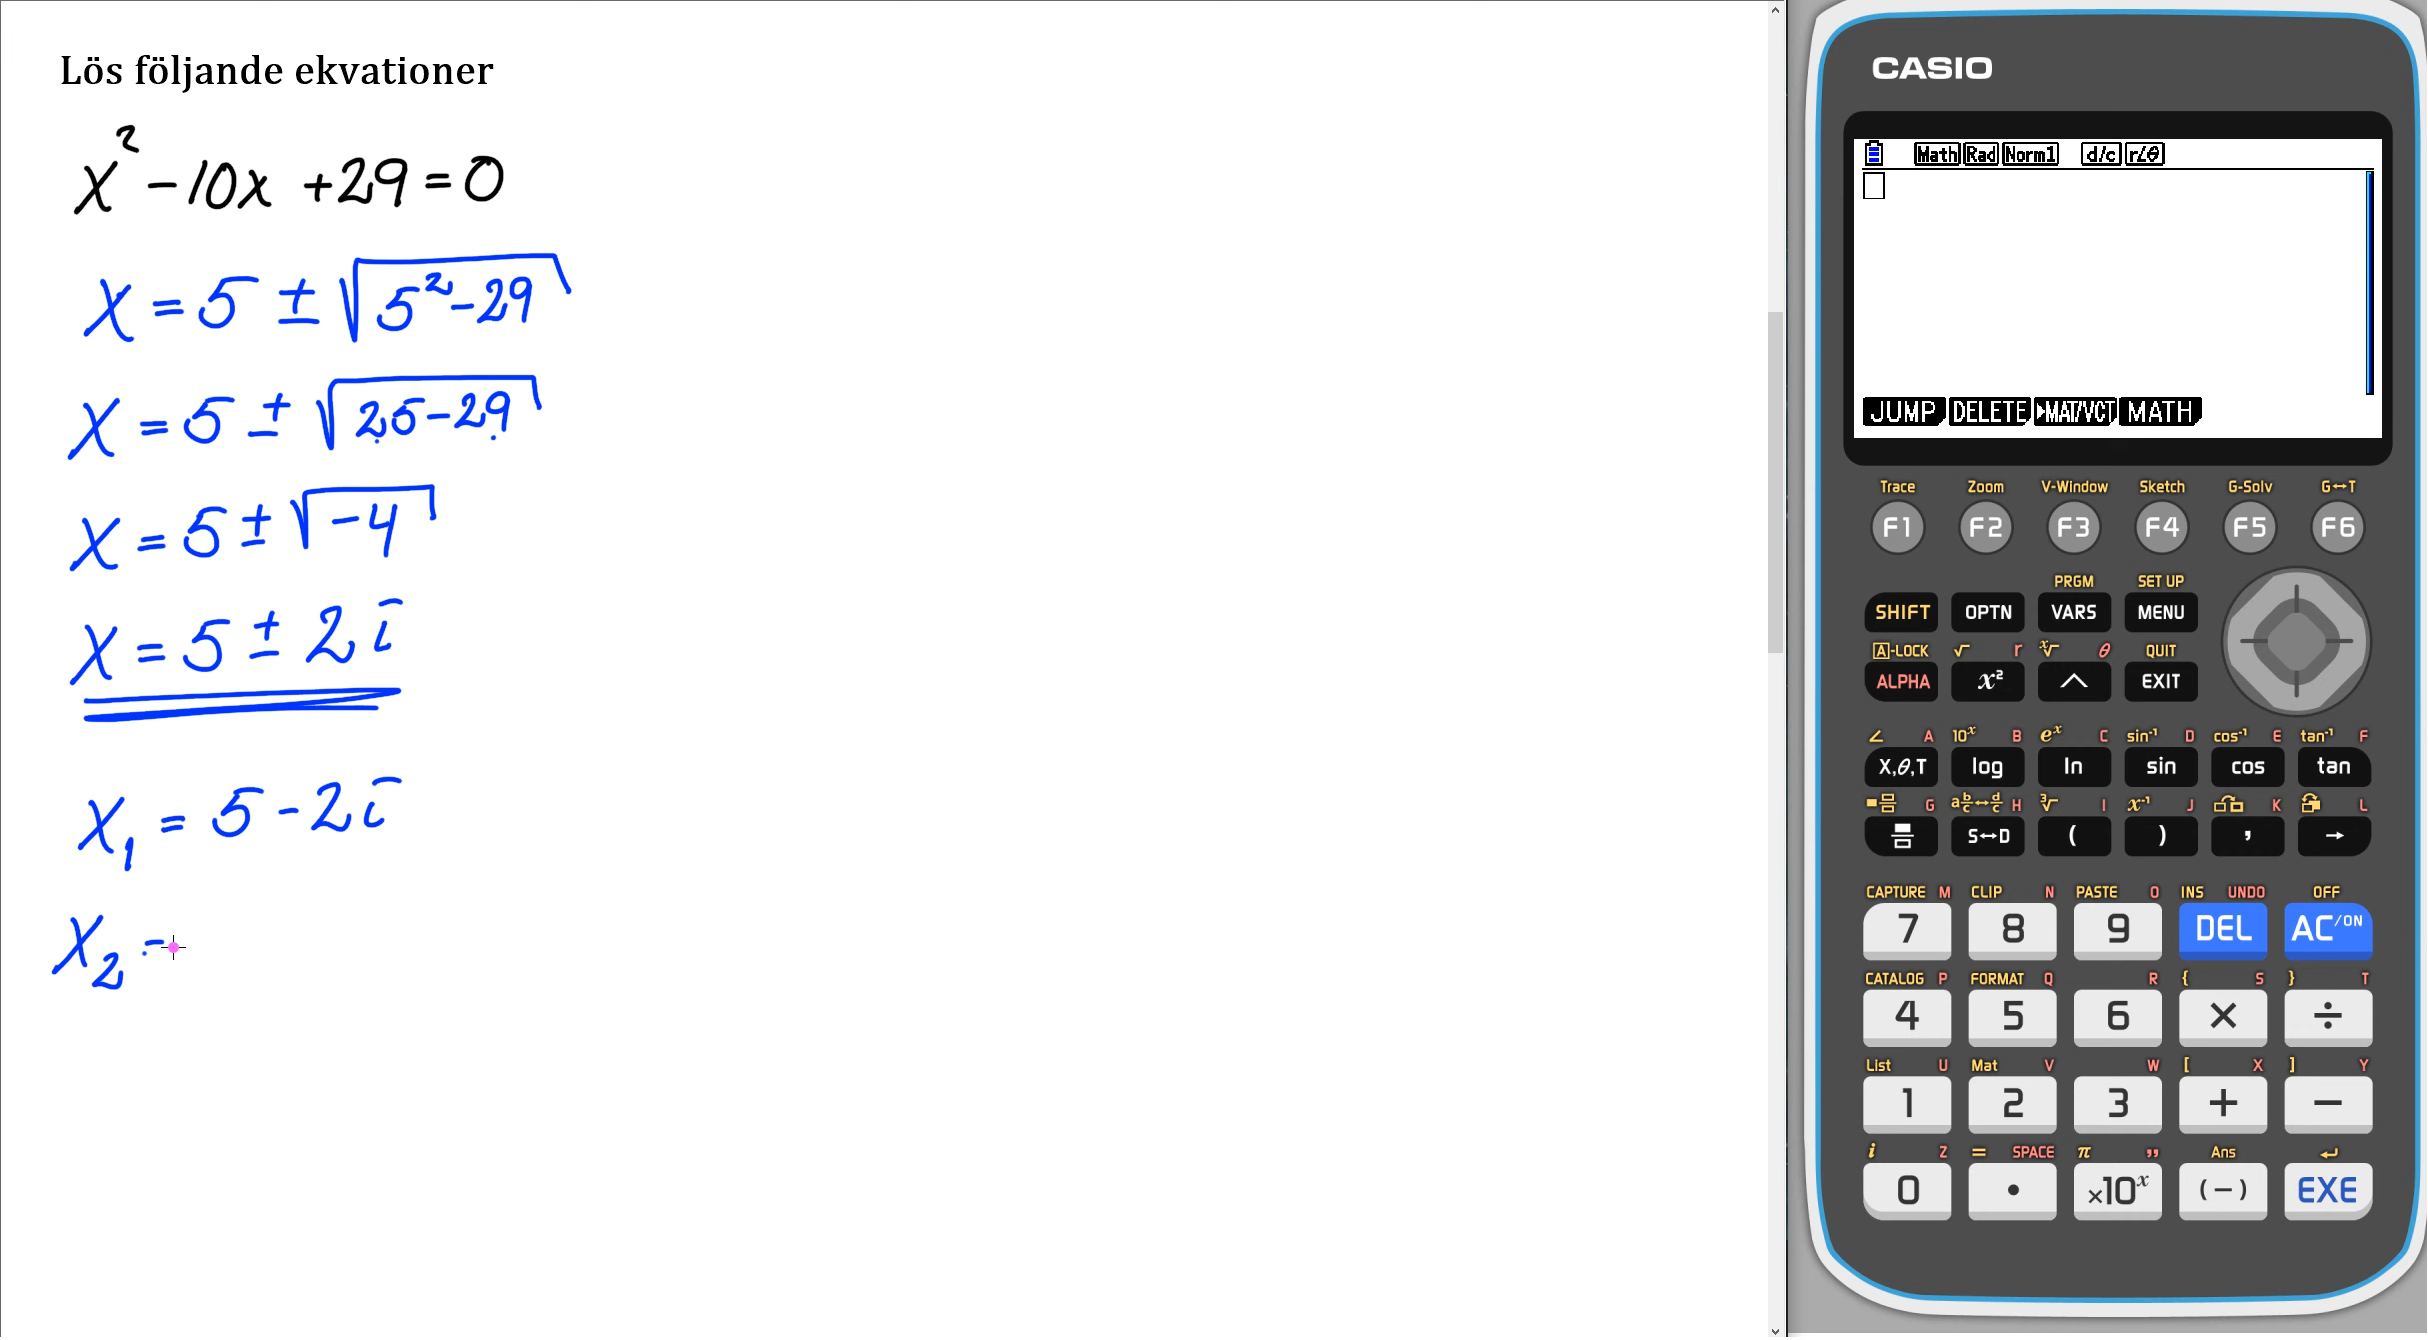 Lös följande ekvationer
x² - 10x + 29 = 0
x = 5 ± √(5² - 29)
x = 5 ± √(25 - 29)
x = 5 ± √(-4)
x = 5 ± 2i
x₁ = 5 - 2i
x₂ =
CASIO
Math Rad Norm1 d/c r∠θ
JUMP DELETE ▶MAT/VCT MATH
Trace Zoom V-Window Sketch G-Solv G↔T
F1 F2 F3 F4 F5 F6
PRGM SET UP
SHIFT OPTN VARS MENU
A-LOCK √ r ˣ√ θ QUIT
ALPHA x² ^ EXIT
∠ A 10ˣ B eˣ C sin⁻¹ D cos⁻¹ E tan⁻¹ F
X,θ,T log ln sin cos tan
G a b/c↔d/c H ³√ I x⁻¹ J K L
S↔D ( ) , →
CAPTURE M CLIP N PASTE O INS UNDO OFF
7 8 9 DEL AC/ON
CATALOG P FORMAT Q R { S } T
4 5 6 × ÷
List U Mat V W [ X ] Y
1 2 3 + −
i Z = SPACE π " Ans ↵
0 • ×10ˣ (−) EXE